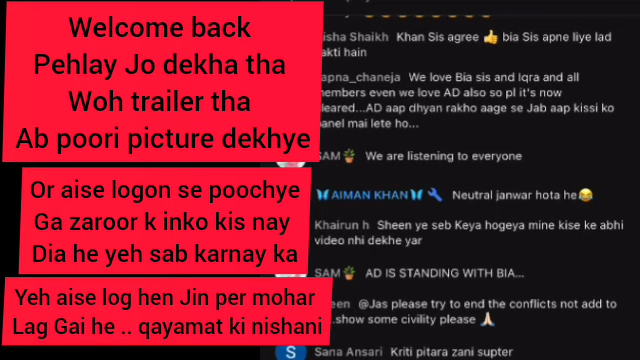 Welcome back
Pehlay Jo dekha tha
Woh trailer tha
Ab poori picture dekhye
Or aise logon se poochye
Ga zaroor k inko kis nay
Dia he yeh sab karnay ka
Yeh aise log hen Jin per mohar
Lag Gai he .. qayamat ki nishani
isha Shaikh Khan Sis agree 👍 bia Sis apne liye lad
akti hain
apna_chaneja We love Bia sis and Iqra and all
members even we love AD also so pl it's now
leared...AD aap dhyan rakho aage se Jab aap kissi ko
panel mai lete ho...
SAM🪴 We are listening to everyone
🦋AIMAN KHAN🦋 🔧 Neutral janwar hota he😂
Khairun h Sheen ye seb Keya hogeya mine kise ke abhi
video nhi dekhe yar
SAM🪴 AD IS STANDING WITH BIA...
een @Jas please try to end the conflicts not add to
...show some civility please 🙏🏻
S Sana Ansari Kriti pitara zani supter